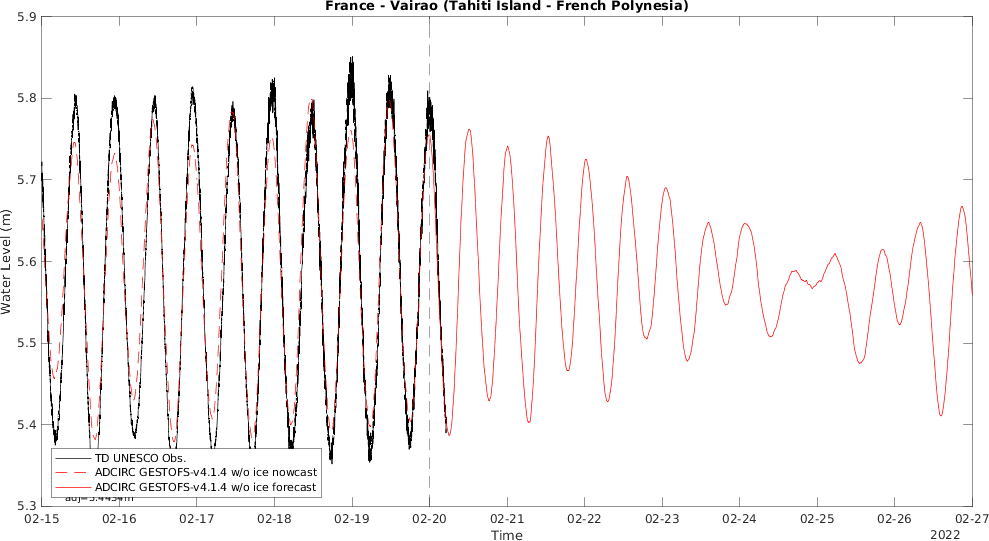 France - Vairao (Tahiti Island - French Polynesia)
5.9
5.8
5.7
5.6
5.5
5.4
5.3
Water Level (m)
TD UNESCO Obs.
ADCIRC GESTOFS-v4.1.4 w/o ice nowcast
ADCIRC GESTOFS-v4.1.4 w/o ice forecast
02-15 02-16 02-17 02-18 02-19 02-20 02-21 02-22 02-23 02-24 02-25 02-26 02-27
Time
2022